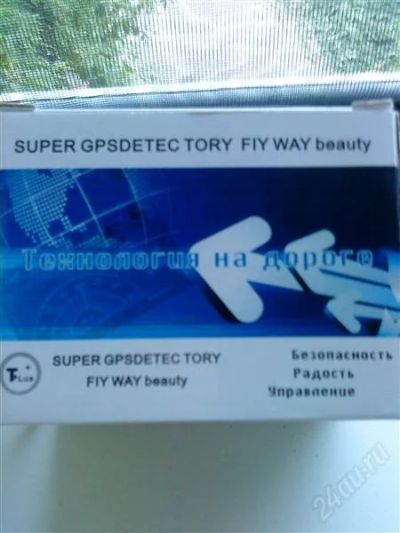 SUPER GPSDETEC TORY FIY WAY beauty
Технология на дороге
T+Lus
SUPER GPSDETEC TORY
FIY WAY beauty
Безопасность
Радость
Управление
24au.ru